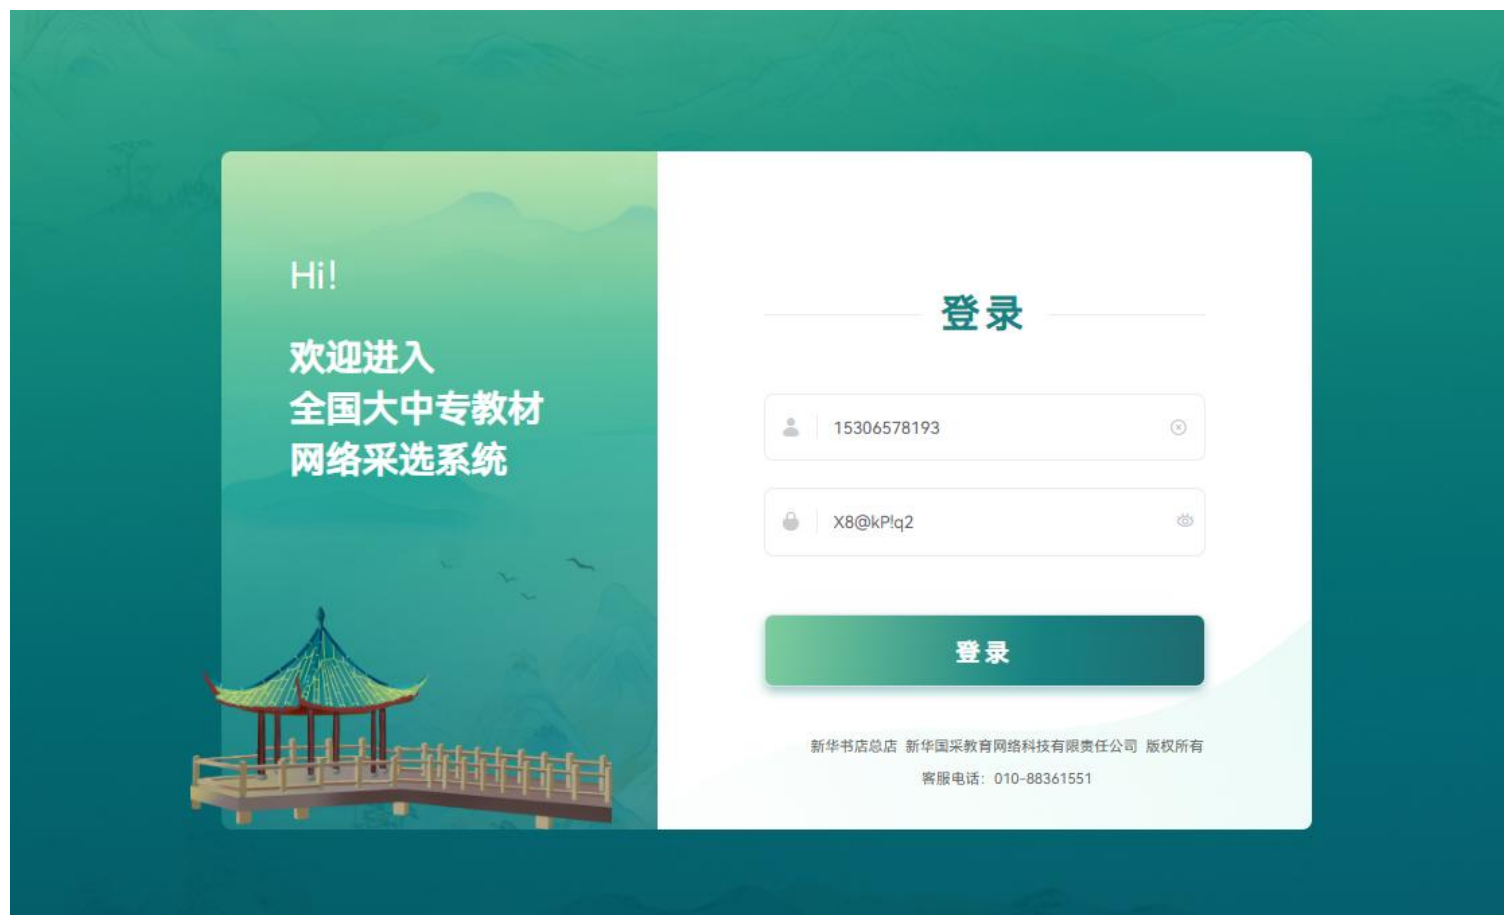 Hi!
欢迎进入
全国大中专教材
网络采选系统
登录
15306578193
X8@kP!q2
登录
新华书店总店 新华国采教育网络科技有限责任公司 版权所有
客服电话：010-88361551